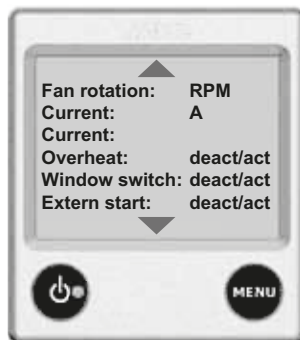 Fan rotation: RPM
Current: A
Current:
Overheat: deact/act
Window switch: deact/act
Extern start: deact/act
MENU